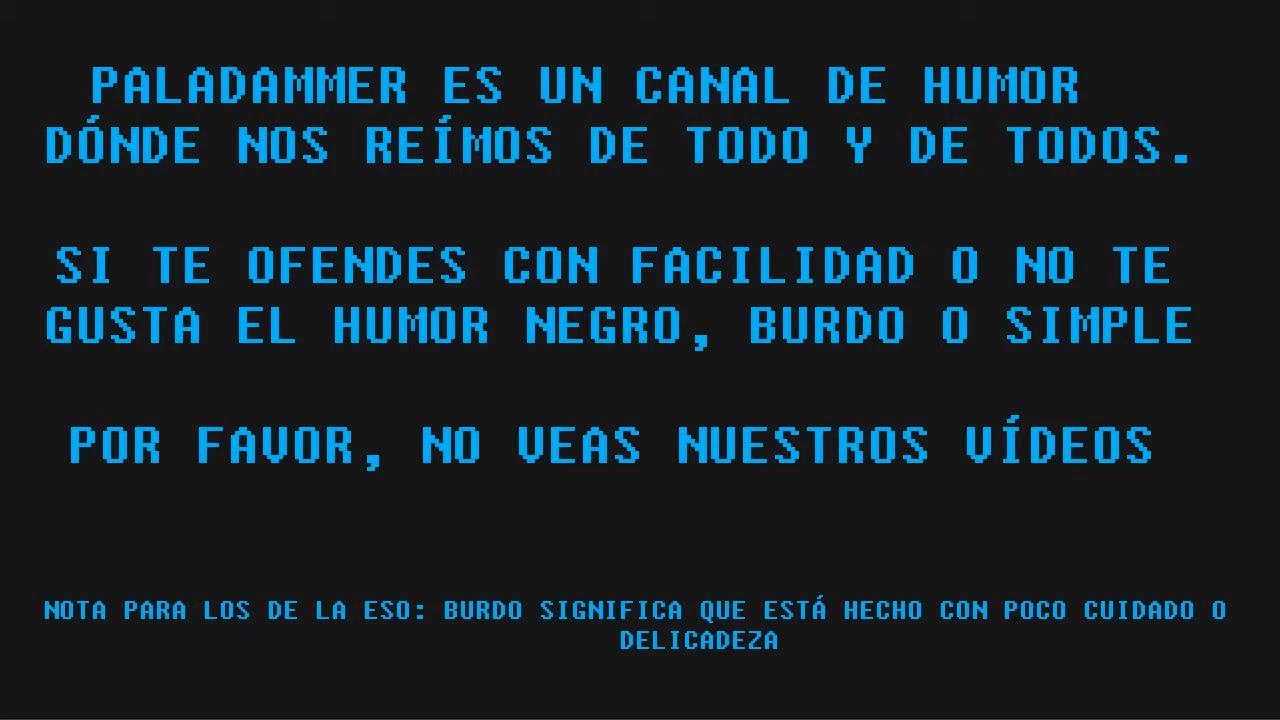 PALADAMMER ES UN CANAL DE HUMOR
DÓNDE NOS REÍMOS DE TODO Y DE TODOS.
SI TE OFENDES CON FACILIDAD O NO TE
GUSTA EL HUMOR NEGRO, BURDO O SIMPLE
POR FAVOR, NO VEAS NUESTROS VÍDEOS
NOTA PARA LOS DE LA ESO: BURDO SIGNIFICA QUE ESTÁ HECHO CON POCO CUIDADO O
DELICADEZA